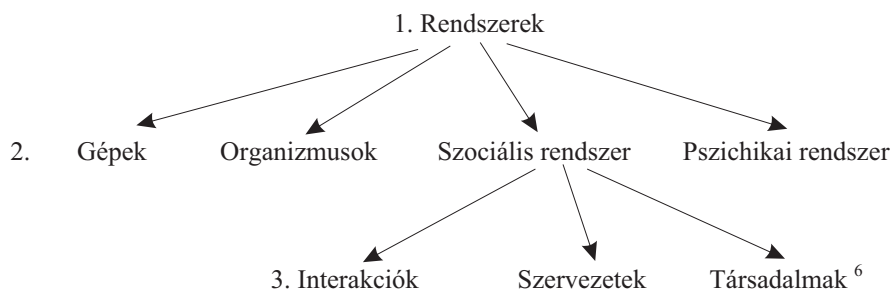 1. Rendszerek
2. Gépek Organizmusok Szociális rendszer Pszichikai rendszer
3. Interakciók Szervezetek Társadalmak 6